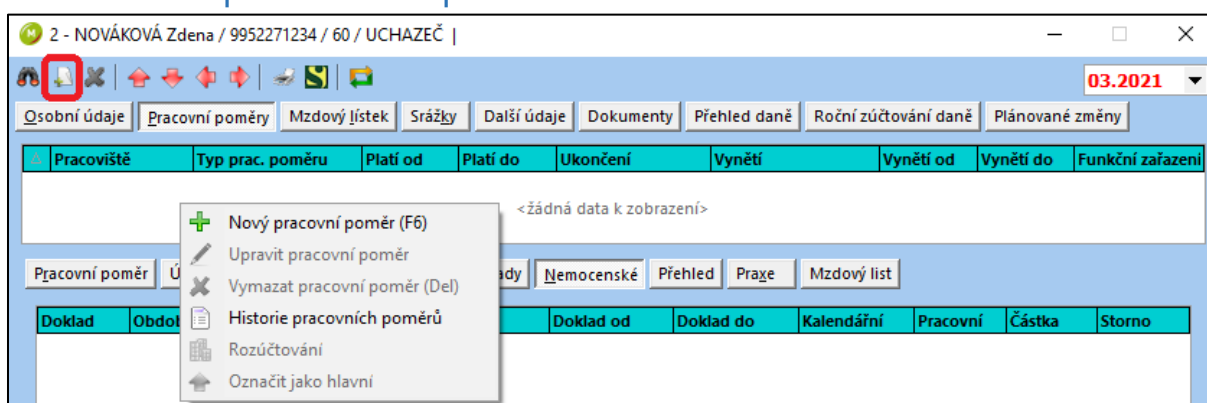 2 - NOVÁKOVÁ Zdena / 9952271234 / 60 / UCHAZEČ |
03.2021
Osobní údaje Pracovní poměry Mzdový lístek Srážky Další údaje Dokumenty Přehled daně Roční zúčtování daně Plánované změny
Pracoviště Typ prac. poměru Platí od Platí do Ukončení Vynětí Vynětí od Vynětí do Funkční zařazení
<žádná data k zobrazení>
Nový pracovní poměr (F6)
Upravit pracovní poměr
Pracovní poměr Nemocenské Přehled Praxe Mzdový list
Vymazat pracovní poměr (Del)
Historie pracovních poměrů
Doklad Doklad od Doklad do Kalendářní Pracovní Částka Storno
Rozúčtování
Označit jako hlavní